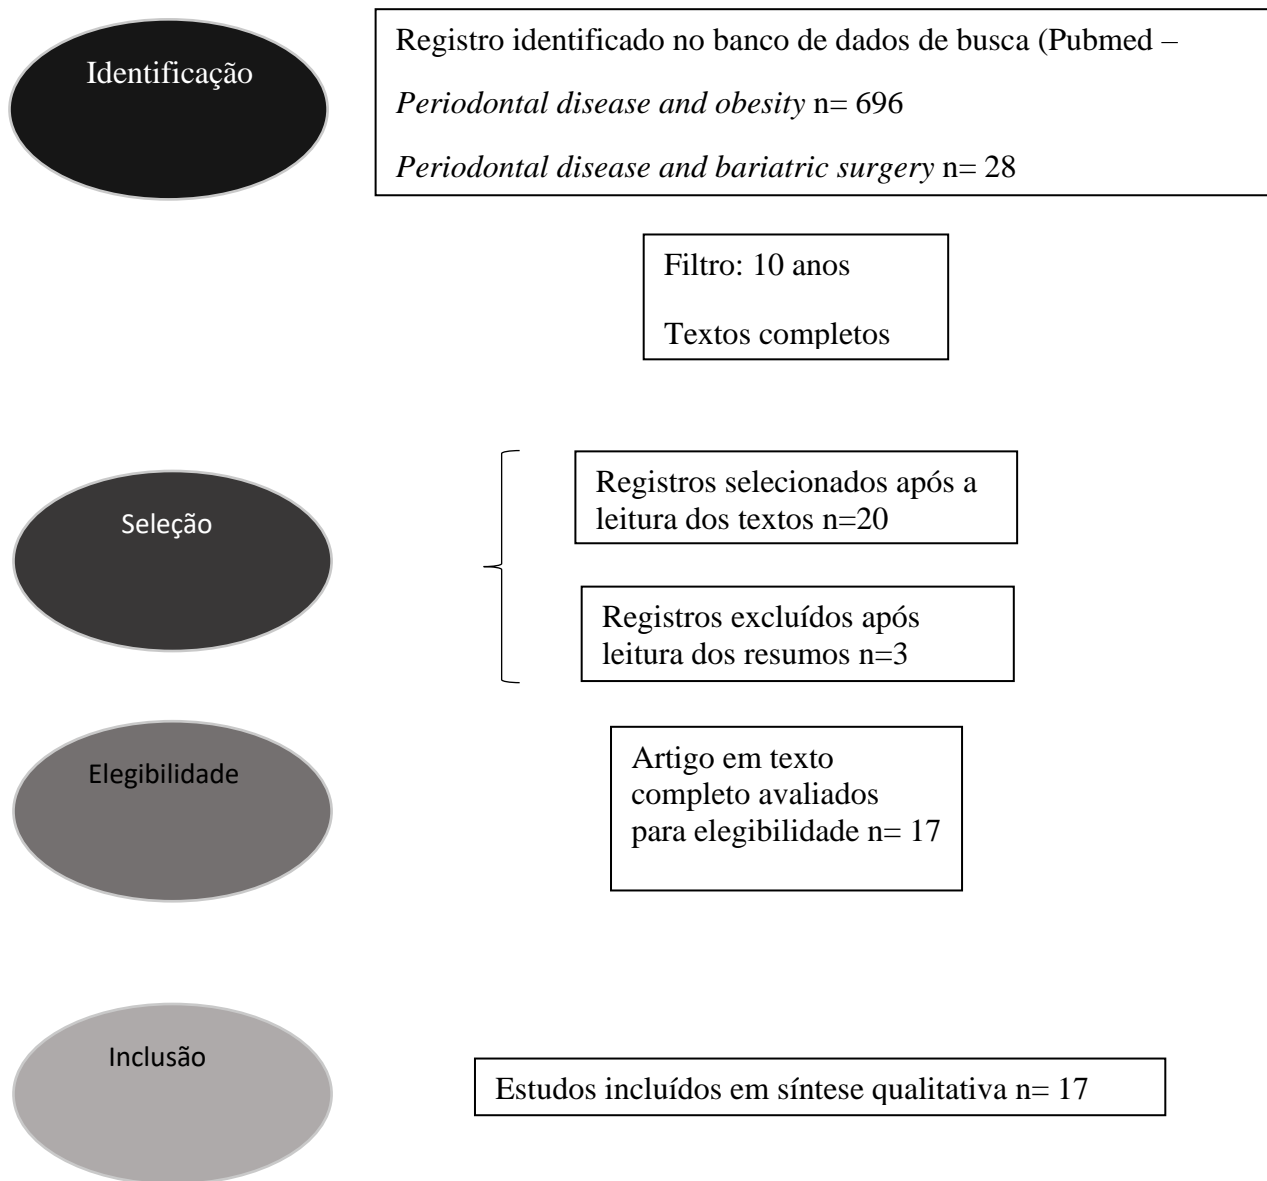 Identificação
Registro identificado no banco de dados de busca (Pubmed –
Periodontal disease and obesity n= 696
Periodontal disease and bariatric surgery n= 28
Filtro: 10 anos
Textos completos
Seleção
Registros selecionados após a
leitura dos textos n=20
Registros excluídos após
leitura dos resumos n=3
Elegibilidade
Artigo em texto
completo avaliados
para elegibilidade n= 17
Inclusão
Estudos incluídos em síntese qualitativa n= 17